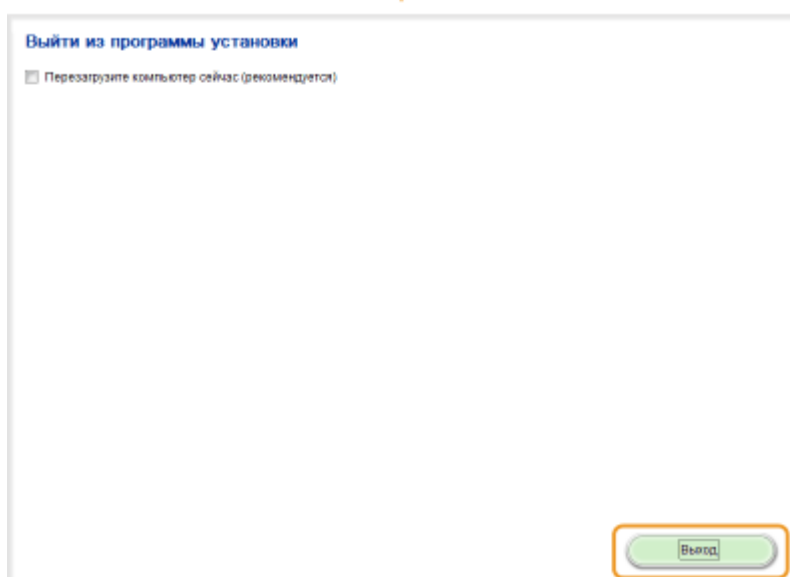 Выйти из программы установки
Перезагрузите компьютер сейчас (рекомендуется)
Выход